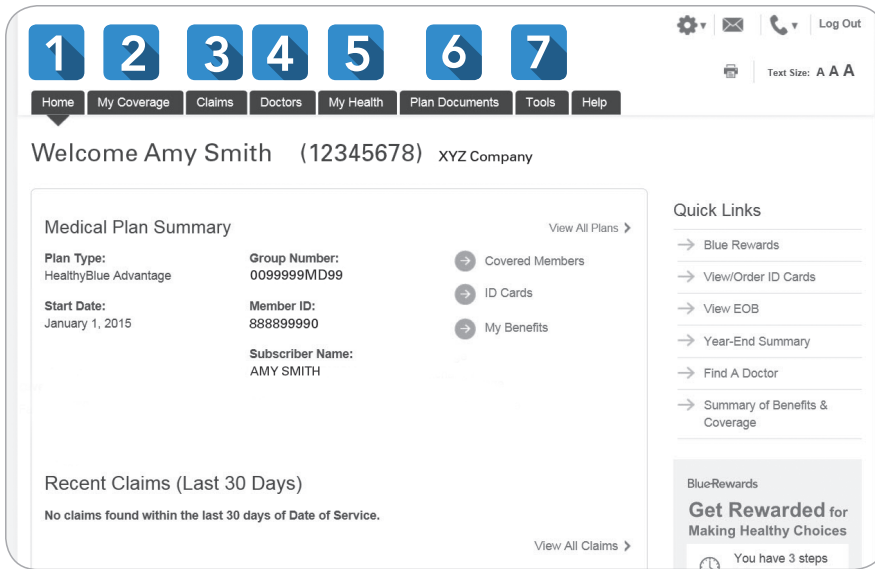 Log Out
1 2 3 4 5 6 7
Text Size: A A A
Home My Coverage Claims Doctors My Health Plan Documents Tools Help
Welcome Amy Smith (12345678) XYZ Company
Medical Plan Summary
View All Plans
Plan Type:
HealthyBlue Advantage
Start Date:
January 1, 2015
Group Number:
0099999MD99
Member ID:
888899990
Subscriber Name:
AMY SMITH
Covered Members
ID Cards
My Benefits
Recent Claims (Last 30 Days)
No claims found within the last 30 days of Date of Service.
View All Claims
Quick Links
Blue Rewards
View/Order ID Cards
View EOB
Year-End Summary
Find A Doctor
Summary of Benefits &
Coverage
BlueRewards
Get Rewarded for
Making Healthy Choices
You have 3 steps